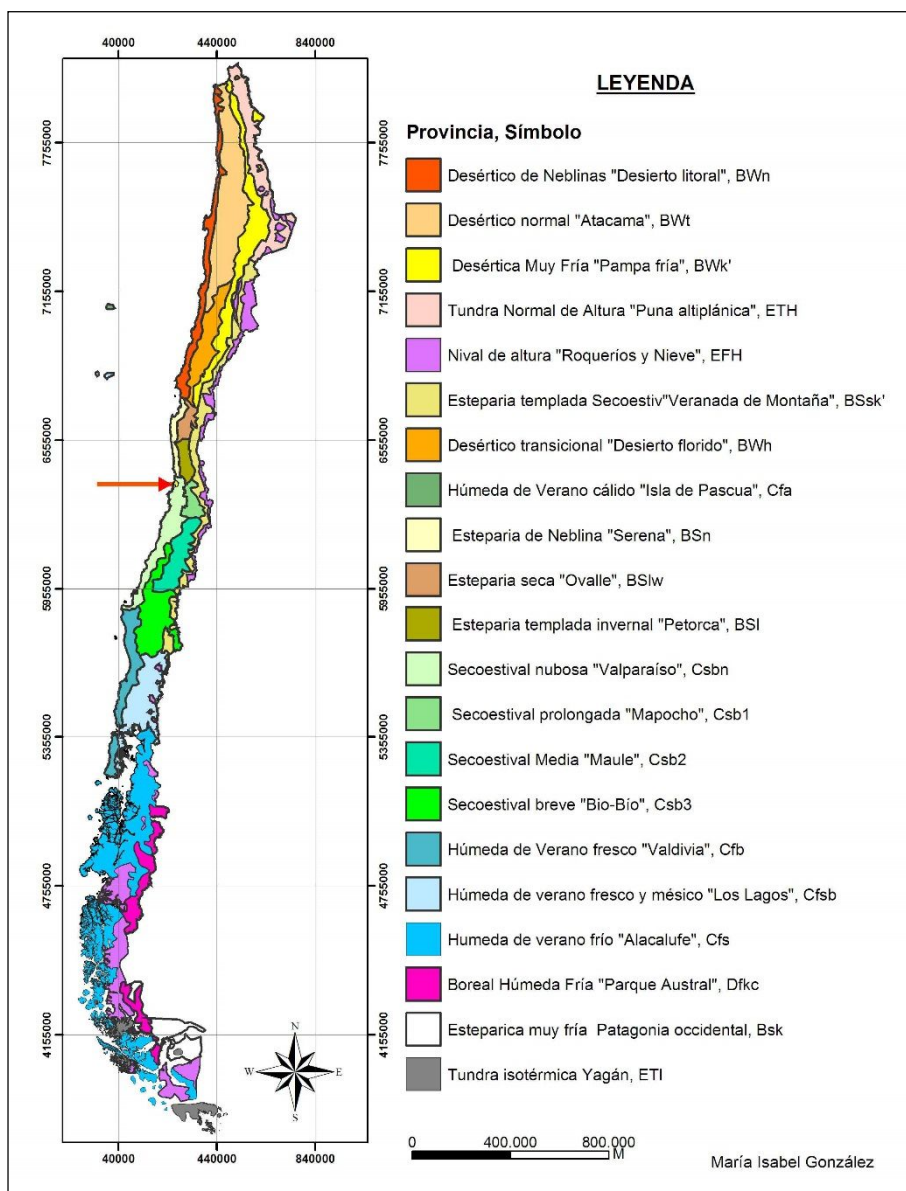 40000 440000 840000
LEYENDA
Provincia, Símbolo
7755000 7755000
Desértico de Neblinas "Desierto litoral", BWn
Desértico normal "Atacama", BWt
Desértica Muy Fría "Pampa fría", BWk'
7155000 7155000
Tundra Normal de Altura "Puna altiplánica", ETH
Nival de altura "Roqueríos y Nieve", EFH
Esteparia templada Secoestiv"Veranada de Montaña", BSsk'
6555000 6555000
Desértico transicional "Desierto florido", BWh
Húmeda de Verano cálido "Isla de Pascua", Cfa
Esteparia de Neblina "Serena", BSn
Esteparia seca "Ovalle", BSlw
5955000 5955000
Esteparia templada invernal "Petorca", BSl
Secoestival nubosa "Valparaíso", Csbn
Secoestival prolongada "Mapocho", Csb1
5355000 5355000
Secoestival Media "Maule", Csb2
Secoestival breve "Bio-Bío", Csb3
Húmeda de Verano fresco "Valdivia", Cfb
4755000 4755000
Húmeda de verano fresco y mésico "Los Lagos", Cfsb
Humeda de verano frío "Alacalufe", Cfs
Boreal Húmeda Fría "Parque Austral", Dfkc
4155000 4155000
Esteparica muy fría Patagonia occidental, Bsk
Tundra isotérmica Yagán, ETI
N
W E
S
0 400.000 800.000
M
María Isabel González
40000 440000 840000